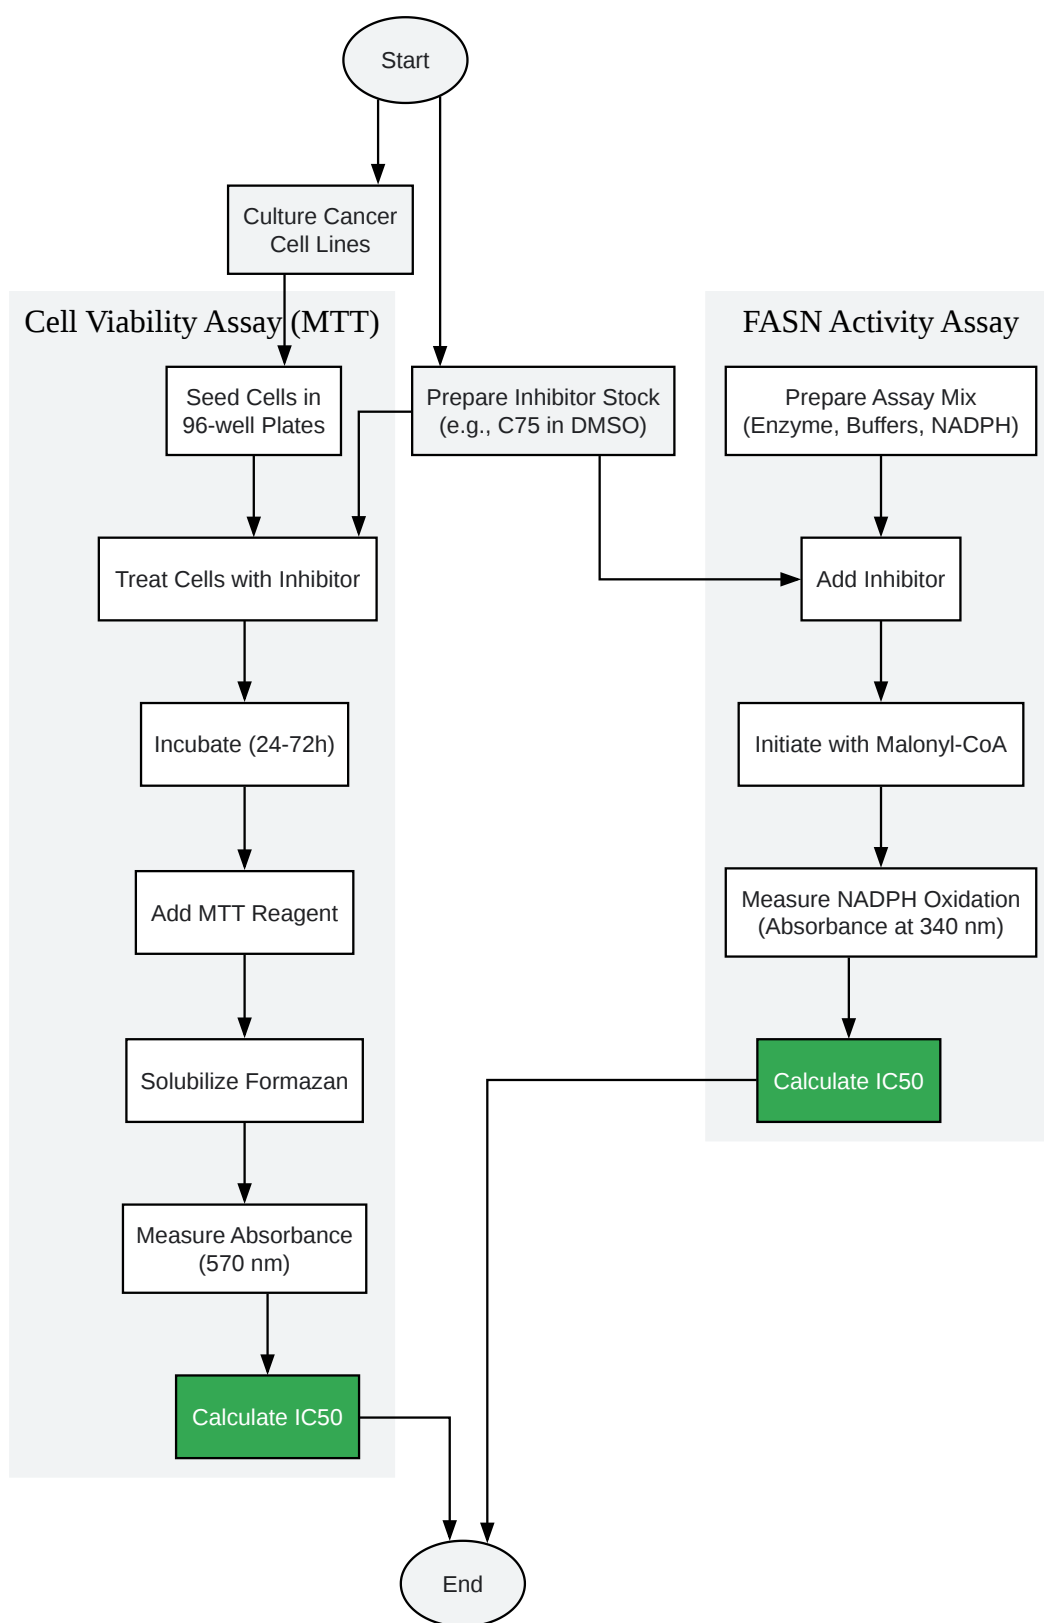 Start
Culture Cancer
Cell Lines
Cell Viability Assay (MTT)
Seed Cells in
96-well Plates
Treat Cells with Inhibitor
Incubate (24-72h)
Add MTT Reagent
Solubilize Formazan
Measure Absorbance
(570 nm)
Calculate IC50
Prepare Inhibitor Stock
(e.g., C75 in DMSO)
FASN Activity Assay
Prepare Assay Mix
(Enzyme, Buffers, NADPH)
Add Inhibitor
Initiate with Malonyl-CoA
Measure NADPH Oxidation
(Absorbance at 340 nm)
Calculate IC50
End